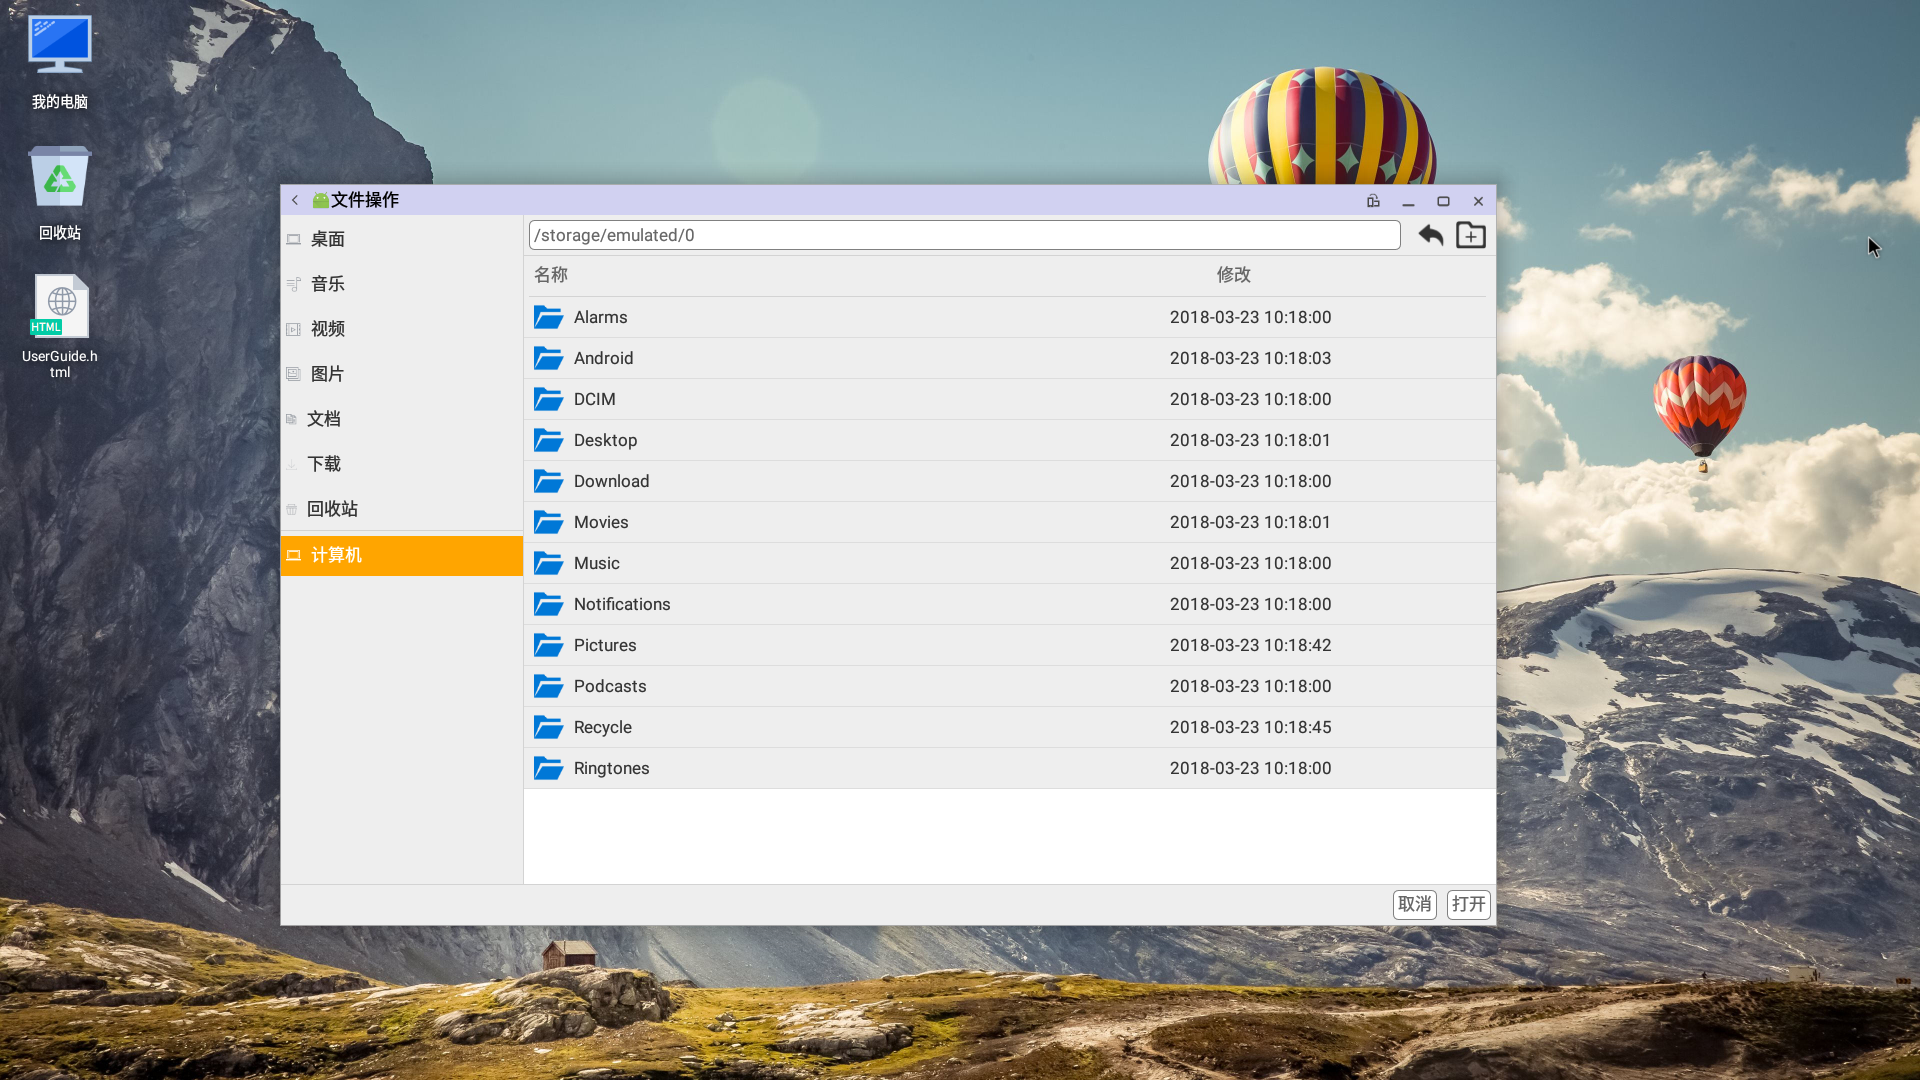 我的电脑
回收站
HTML
UserGuide.h
tml
文件操作
桌面
音乐
视频
图片
文档
下载
回收站
计算机
/storage/emulated/0
名称 修改
Alarms 2018-03-23 10:18:00
Android 2018-03-23 10:18:03
DCIM 2018-03-23 10:18:00
Desktop 2018-03-23 10:18:01
Download 2018-03-23 10:18:00
Movies 2018-03-23 10:18:01
Music 2018-03-23 10:18:00
Notifications 2018-03-23 10:18:00
Pictures 2018-03-23 10:18:42
Podcasts 2018-03-23 10:18:00
Recycle 2018-03-23 10:18:45
Ringtones 2018-03-23 10:18:00
取消 打开